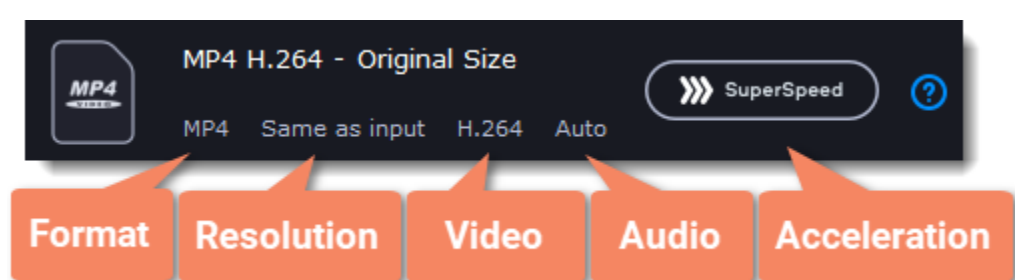 MP4
VIDEO
MP4 H.264 - Original Size
SuperSpeed
?
MP4 Same as input H.264 Auto
Format Resolution Video Audio Acceleration